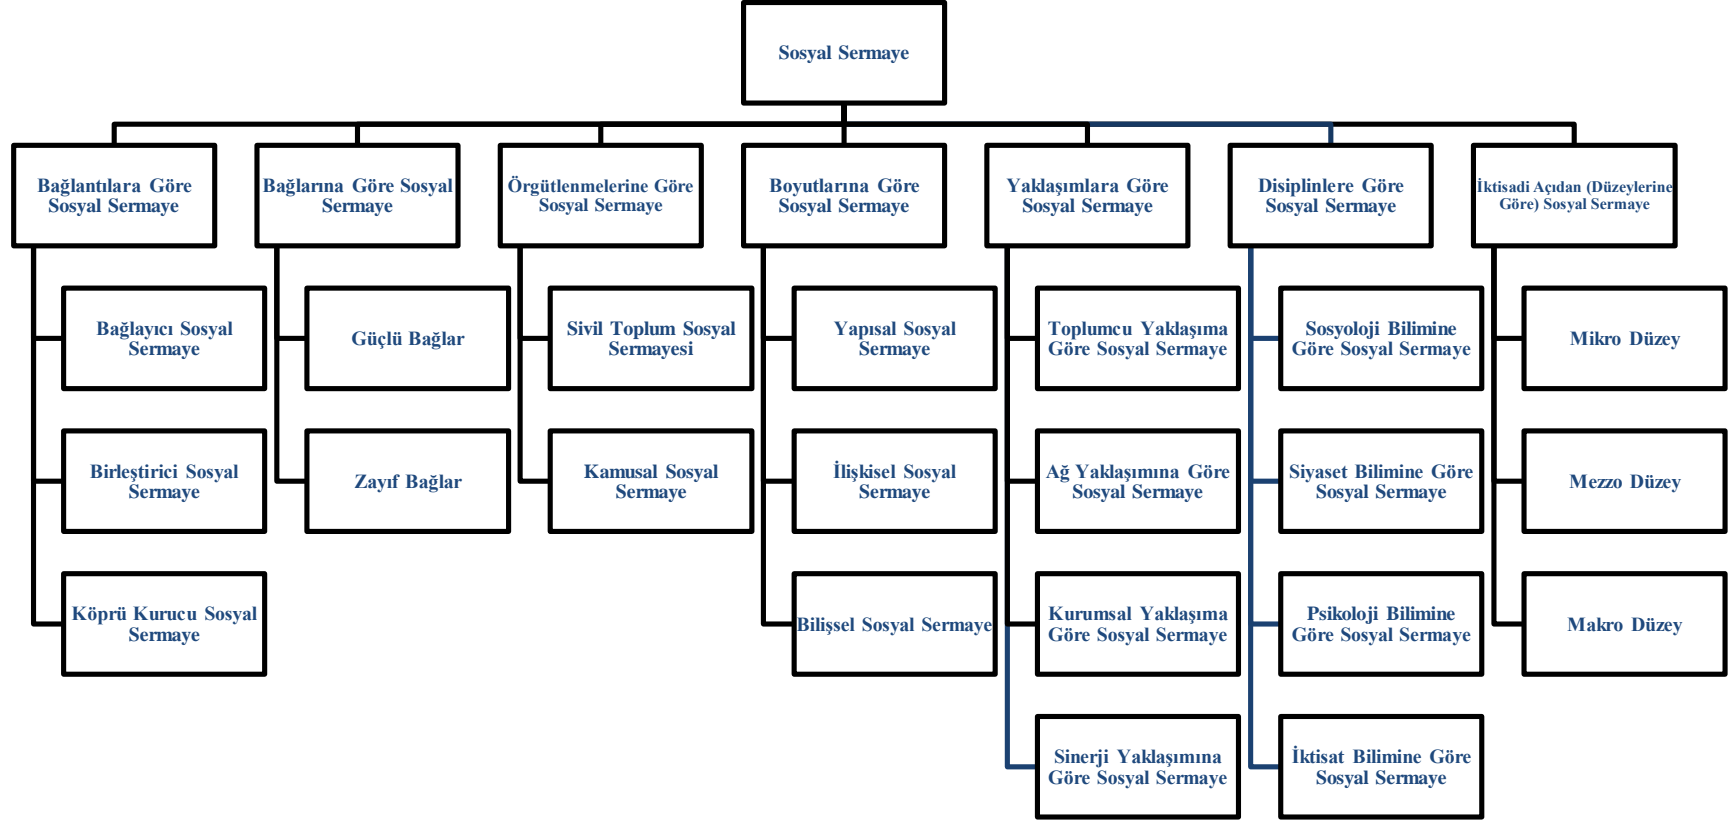 Sosyal Sermaye
Bağlantılara Göre
Sosyal Sermaye
Bağlarına Göre Sosyal
Sermaye
Örgütlenmelerine Göre
Sosyal Sermaye
Boyutlarına Göre
Sosyal Sermaye
Yaklaşımlara Göre
Sosyal Sermaye
Disiplinlere Göre
Sosyal Sermaye
İktisadi Açıdan (Düzeylerine
Göre) Sosyal Sermaye
Bağlayıcı Sosyal
Sermaye
Birleştirici Sosyal
Sermaye
Köprü Kurucu Sosyal
Sermaye
Güçlü Bağlar
Zayıf Bağlar
Sivil Toplum Sosyal
Sermayesi
Kamusal Sosyal
Sermaye
Yapısal Sosyal
Sermaye
İlişkisel Sosyal
Sermaye
Bilişsel Sosyal Sermaye
Toplumcu Yaklaşıma
Göre Sosyal Sermaye
Ağ Yaklaşımına Göre
Sosyal Sermaye
Kurumsal Yaklaşıma
Göre Sosyal Sermaye
Sinerji Yaklaşımına
Göre Sosyal Sermaye
Sosyoloji Bilimine
Göre Sosyal Sermaye
Siyaset Bilimine Göre
Sosyal Sermaye
Psikoloji Bilimine
Göre Sosyal Sermaye
İktisat Bilimine Göre
Sosyal Sermaye
Mikro Düzey
Mezzo Düzey
Makro Düzey